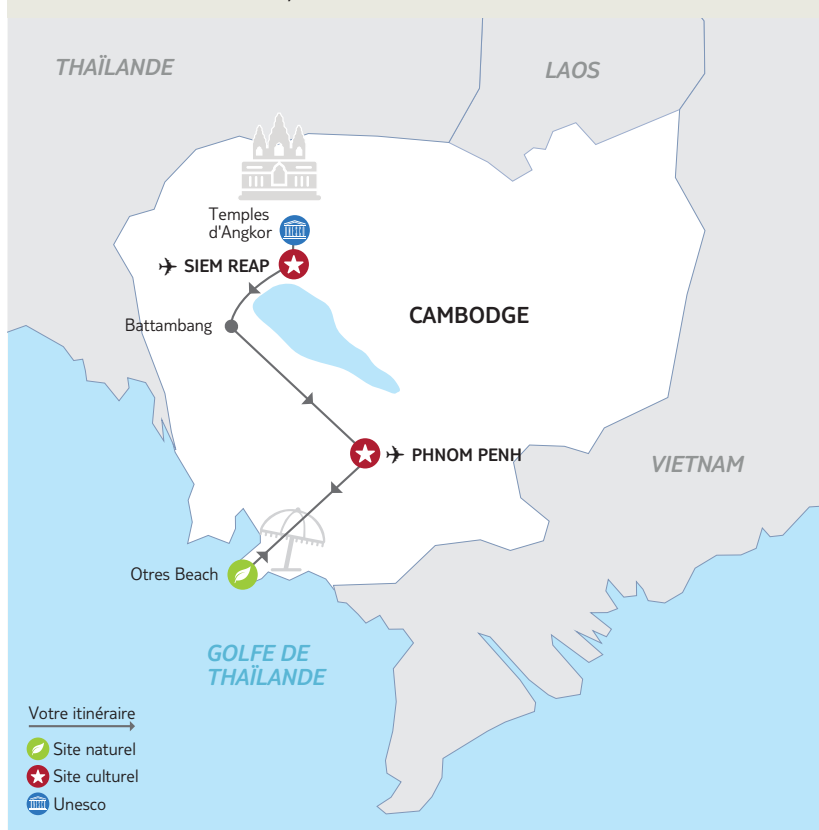 THAÏLANDE
LAOS
Temples
d'Angkor
SIEM REAP
CAMBODGE
Battambang
PHNOM PENH
VIETNAM
Otres Beach
GOLFE DE
THAÏLANDE
Votre itinéraire
Site naturel
Site culturel
Unesco